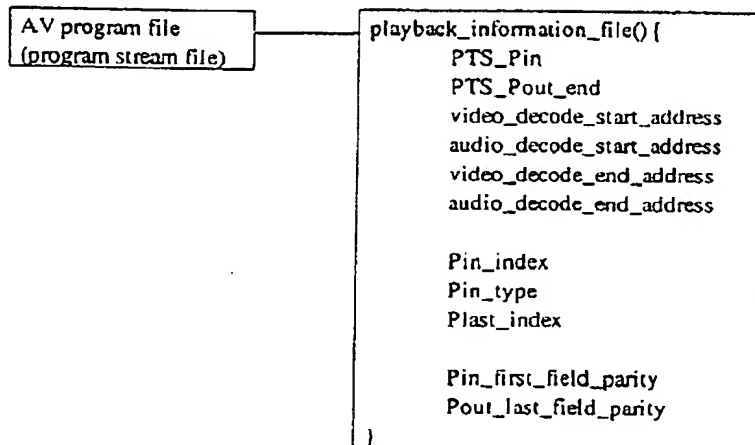 AV program file
(program stream file)
playback_information_file() {
PTS_Pin
PTS_Pout_end
video_decode_start_address
audio_decode_start_address
video_decode_end_address
audio_decode_end_address
Pin_index
Pin_type
Plast_index
Pin_first_field_parity
Pout_last_field_parity
}